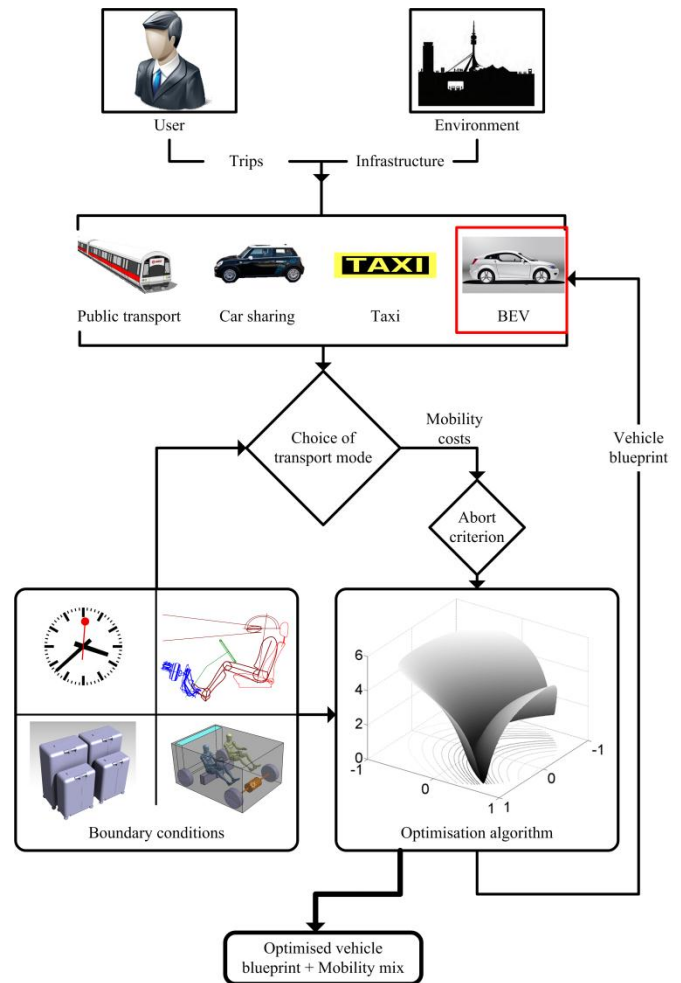 User
Environment
Trips
Infrastructure
TAXI
Public transport
Car sharing
Taxi
BEV
Choice of
transport mode
Mobility
costs
Vehicle
blueprint
Abort
criterion
6
4
2
0
-1
0
1
1
0
-1
Boundary conditions
Optimisation algorithm
Optimised vehicle
blueprint + Mobility mix